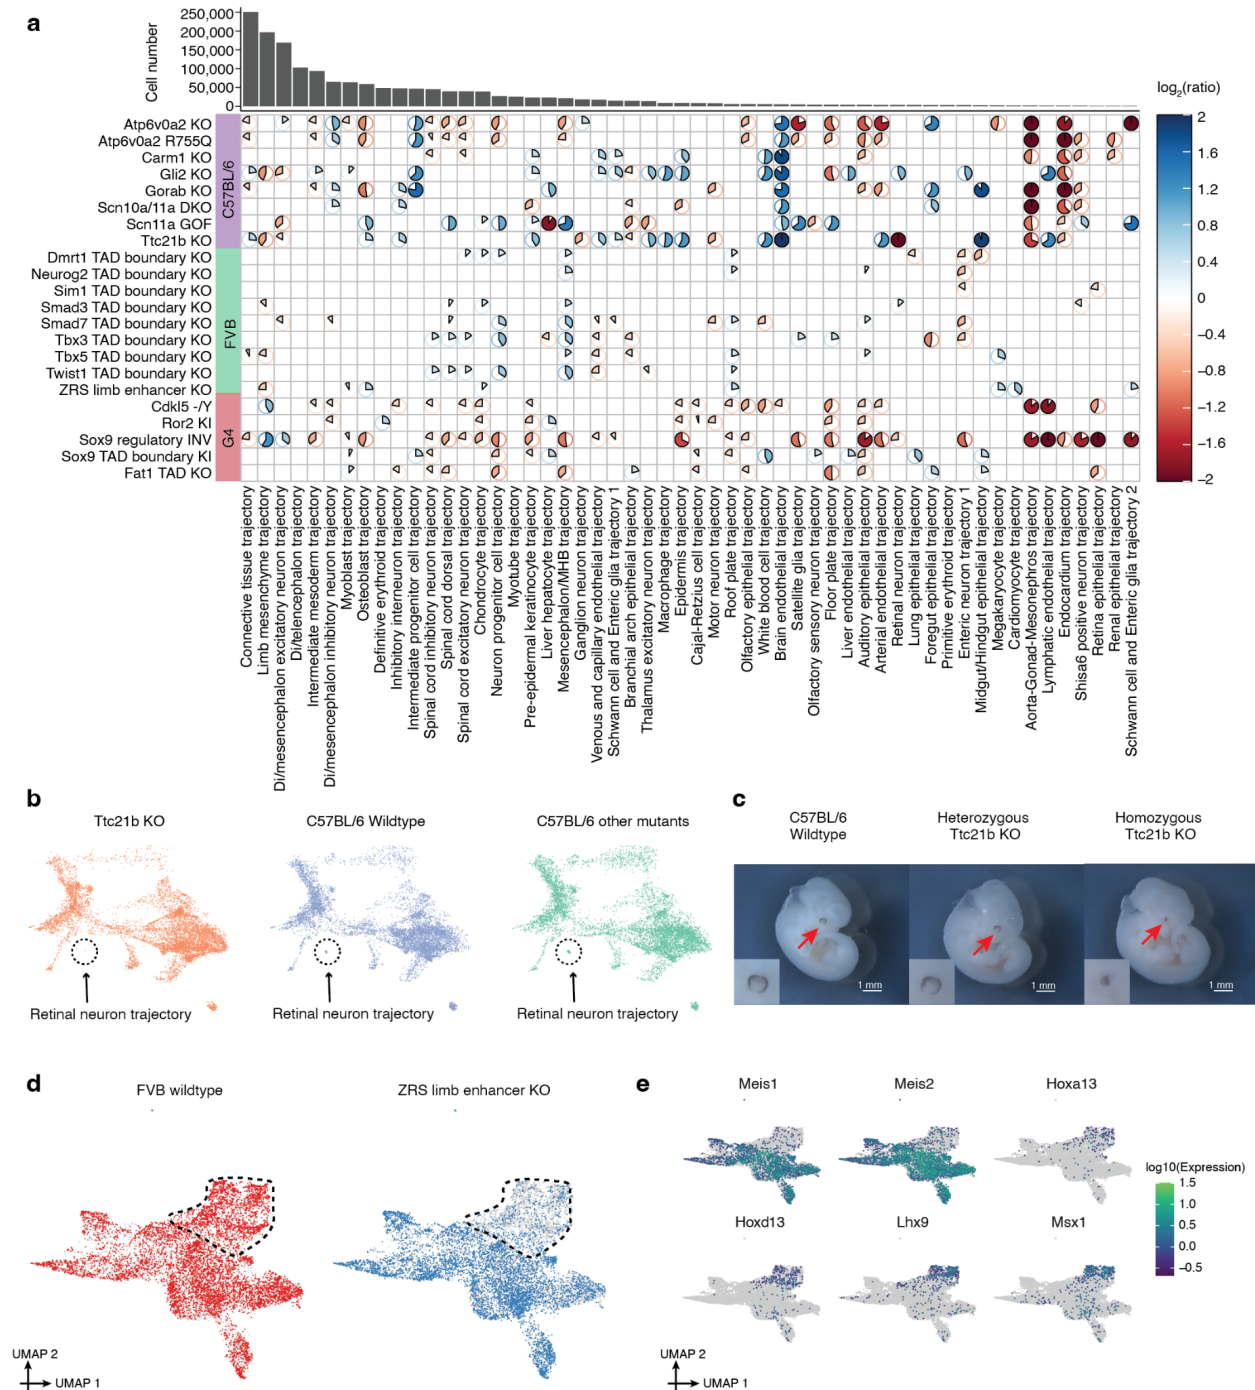 a
Cell number
250,000
200,000
150,000
100,000
50,000
0
log2(ratio)
2
1.6
1.2
0.8
0.4
0
−0.4
−0.8
−1.2
−1.6
−2
C57BL/6
Atp6v0a2 KO
Atp6v0a2 R755Q
Carm1 KO
Gli2 KO
Gorab KO
Scn10a/11a DKO
Scn11a GOF
Ttc21b KO
FVB
Dmrt1 TAD boundary KO
Neurog2 TAD boundary KO
Sim1 TAD boundary KO
Smad3 TAD boundary KO
Smad7 TAD boundary KO
Tbx3 TAD boundary KO
Tbx5 TAD boundary KO
Twist1 TAD boundary KO
ZRS limb enhancer KO
G4
Cdkl5 -/Y
Ror2 KI
Sox9 regulatory INV
Sox9 TAD boundary KI
Fat1 TAD KO
Connective tissue trajectory
Limb mesenchyme trajectory
Di/mesencephalon excitatory neuron trajectory
Di/telencephalon trajectory
Intermediate mesoderm trajectory
Di/mesencephalon inhibitory neuron trajectory
Myoblast trajectory
Osteoblast trajectory
Definitive erythroid trajectory
Inhibitory interneuron trajectory
Intermediate progenitor cell trajectory
Spinal cord inhibitory neuron trajectory
Spinal cord dorsal trajectory
Spinal cord excitatory neuron trajectory
Chondrocyte trajectory
Neuron progenitor cell trajectory
Myotube trajectory
Pre-epidermal keratinocyte trajectory
Liver hepatocyte trajectory
Mesencephalon/MHB trajectory
Ganglion neuron trajectory
Venous and capillary endothelial trajectory
Schwann cell and Enteric glia trajectory 1
Branchial arch epithelial trajectory
Thalamus excitatory neuron trajectory
Macrophage trajectory
Epidermis trajectory
Cajal-Retzius cell trajectory
Motor neuron trajectory
Roof plate trajectory
Olfactory epithelial trajectory
White blood cell trajectory
Brain endothelial trajectory
Satellite glia trajectory
Olfactory sensory neuron trajectory
Floor plate trajectory
Liver endothelial trajectory
Auditory epithelial trajectory
Arterial endothelial trajectory
Retinal neuron trajectory
Lung epithelial trajectory
Foregut epithelial trajectory
Primitive erythroid trajectory
Enteric neuron trajectory 1
Midgut/Hindgut epithelial trajectory
Megakaryocyte trajectory
Cardiomyocyte trajectory
Aorta-Gonad-Mesonephros trajectory
Lymphatic endothelial trajectory
Endocardium trajectory
Shisa6 positive neuron trajectory
Retina epithelial trajectory
Renal epithelial trajectory
Schwann cell and Enteric glia trajectory 2
b
Ttc21b KO
C57BL/6 Wildtype
C57BL/6 other mutants
Retinal neuron trajectory
Retinal neuron trajectory
Retinal neuron trajectory
c
C57BL/6
Wildtype
Heterozygous
Ttc21b KO
Homozygous
Ttc21b KO
1 mm
1 mm
1 mm
d
FVB wildtype
ZRS limb enhancer KO
UMAP 2
UMAP 1
e
Meis1
Meis2
Hoxa13
Hoxd13
Lhx9
Msx1
log10(Expression)
1.5
1.0
0.5
0.0
−0.5
UMAP 2
UMAP 1